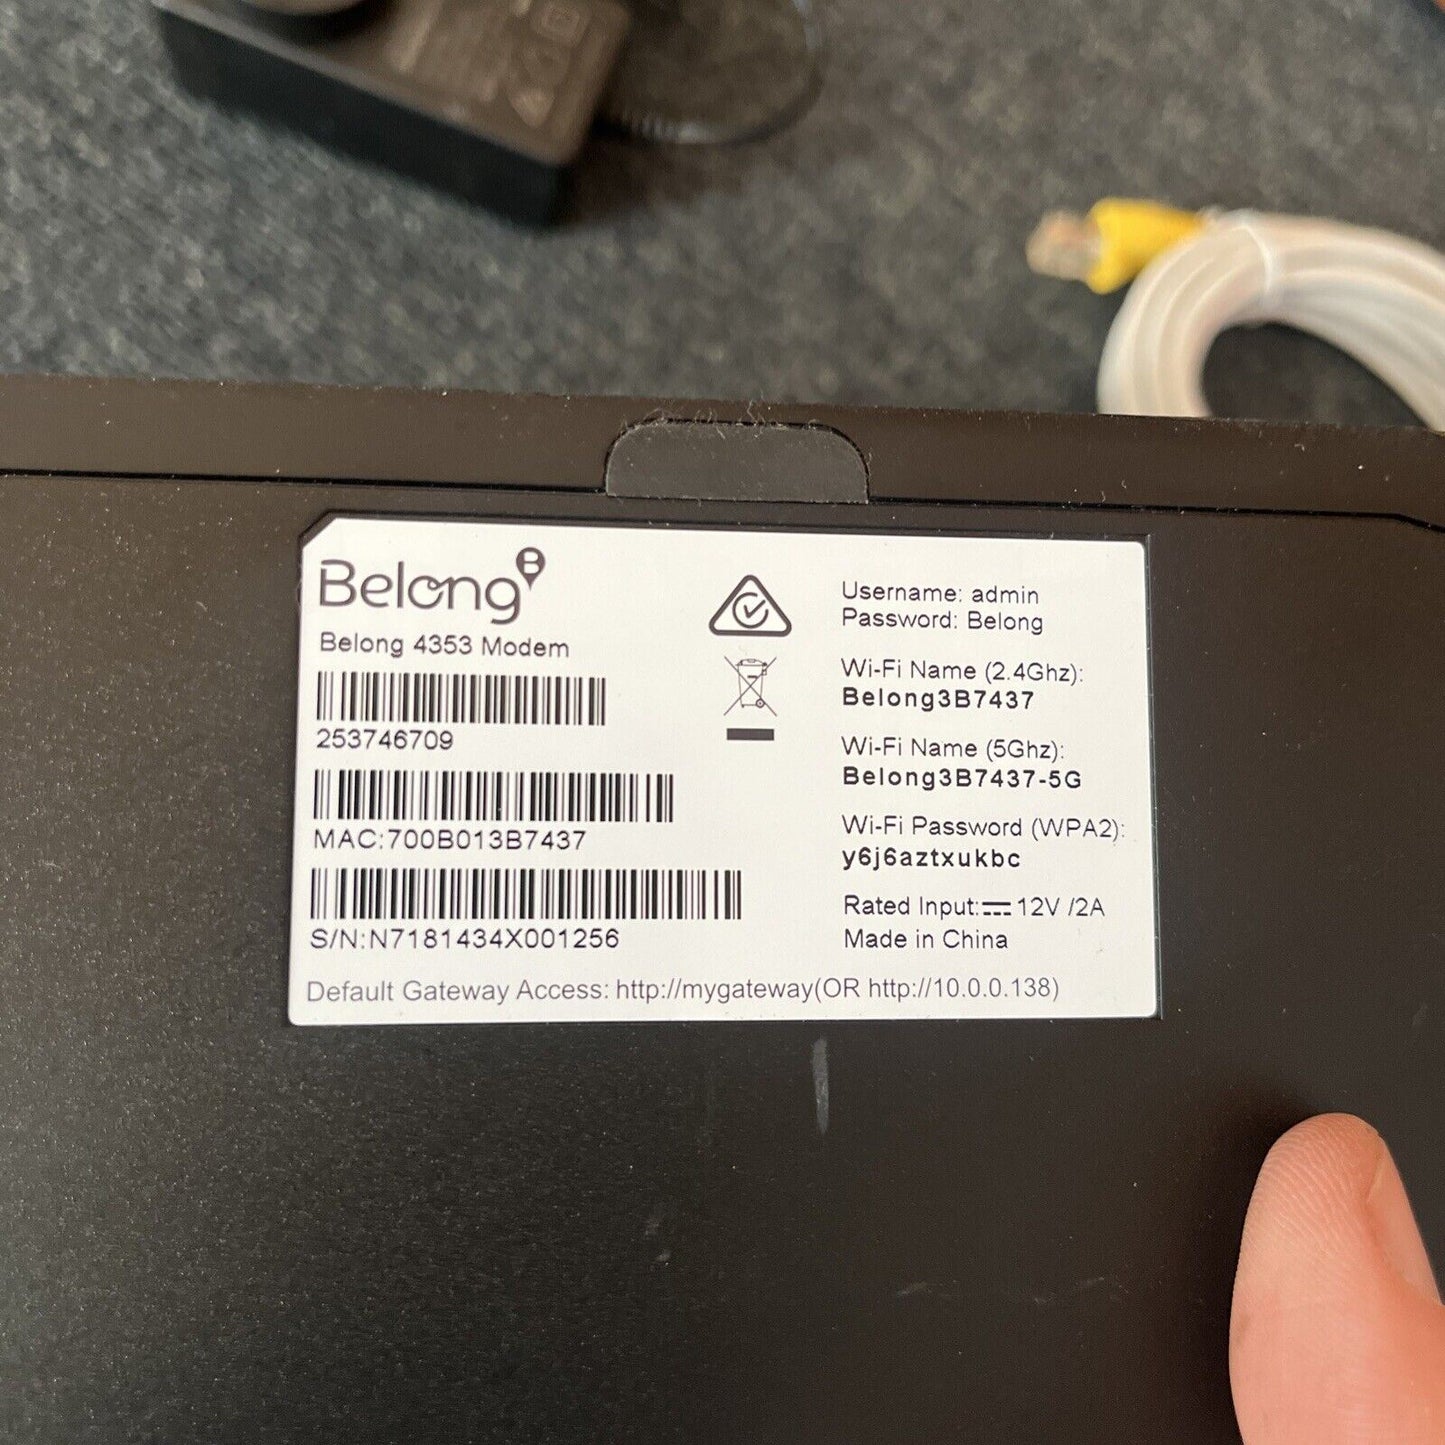 Belong B
Belong 4353 Modem
253746709
MAC:700B013B7437
S/N:N7181434X001256
Username: admin
Password: Belong
Wi-Fi Name (2.4Ghz):
Belong3B7437
Wi-Fi Name (5Ghz):
Belong3B7437-5G
Wi-Fi Password (WPA2):
y6j6aztxukbc
Rated Input: 12V /2A
Made in China
Default Gateway Access: http://mygateway(OR http://10.0.0.138)